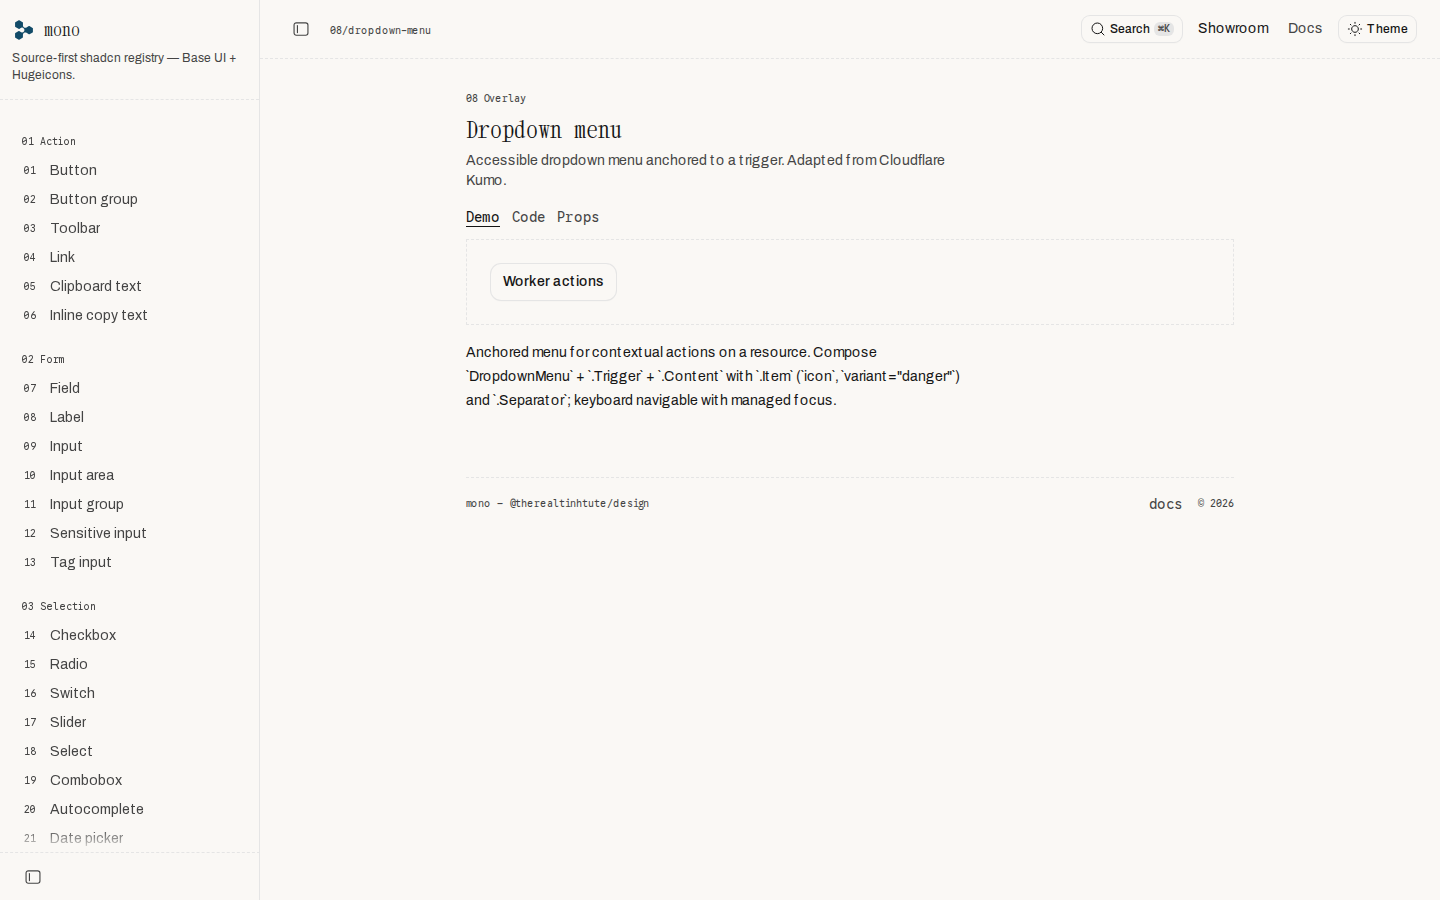 mono
Source-first shadcn registry — Base UI +
Hugeicons.
01 Action
01 Button
02 Button group
03 Toolbar
04 Link
05 Clipboard text
06 Inline copy text
02 Form
07 Field
08 Label
09 Input
10 Input area
11 Input group
12 Sensitive input
13 Tag input
03 Selection
14 Checkbox
15 Radio
16 Switch
17 Slider
18 Select
19 Combobox
20 Autocomplete
21 Date picker
08/dropdown-menu
Search ⌘K Showroom Docs Theme
08 Overlay
Dropdown menu
Accessible dropdown menu anchored to a trigger. Adapted from Cloudflare
Kumo.
Demo Code Props
Worker actions
Anchored menu for contextual actions on a resource. Compose
`DropdownMenu` + `.Trigger` + `.Content` with `.Item` (`icon`, `variant="danger"`)
and `.Separator`; keyboard navigable with managed focus.
mono — @therealtinhtute/design
docs © 2026